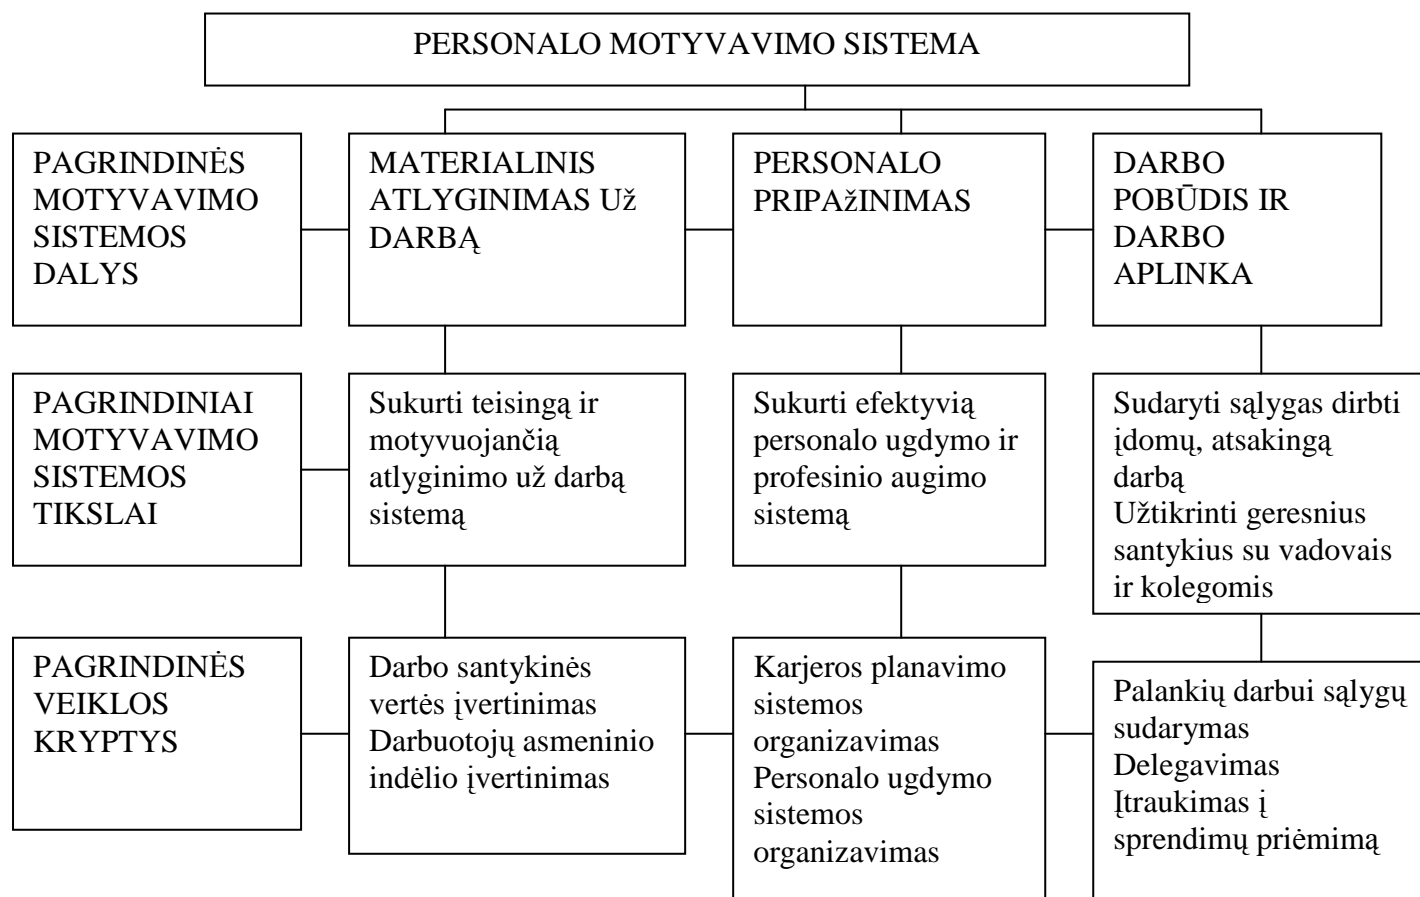 PERSONALO MOTYVAVIMO SISTEMA
PAGRINDINĖS
MOTYVAVIMO
SISTEMOS
DALYS
MATERIALINIS
ATLYGINIMAS Už
DARBĄ
PERSONALO
PRIPAžINIMAS
DARBO
POBŪDIS IR
DARBO
APLINKA
PAGRINDINIAI
MOTYVAVIMO
SISTEMOS
TIKSLAI
Sukurti teisingą ir
motyvuojančią
atlyginimo už darbą
sistemą
Sukurti efektyvią
personalo ugdymo ir
profesinio augimo
sistemą
Sudaryti sąlygas dirbti
įdomų, atsakingą
darbą
Užtikrinti geresnius
santykius su vadovais
ir kolegomis
PAGRINDINĖS
VEIKLOS
KRYPTYS
Darbo santykinės
vertės įvertinimas
Darbuotojų asmeninio
indėlio įvertinimas
Karjeros planavimo
sistemos
organizavimas
Personalo ugdymo
sistemos
organizavimas
Palankių darbui sąlygų
sudarymas
Delegavimas
Įtraukimas į
sprendimų priėmimą